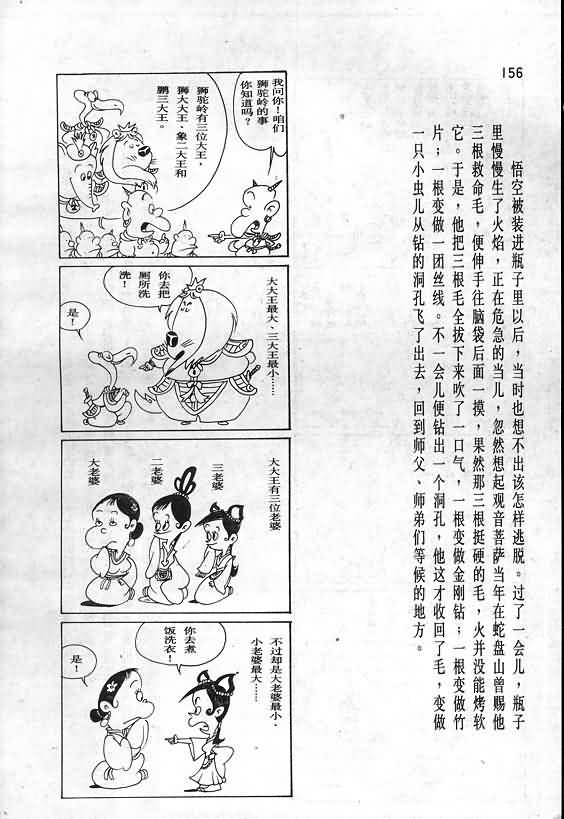 156
悟空被装进瓶子里以后，当时也想不出该怎样逃脱。过了一会儿，瓶子
里慢慢生了火焰，正在危急的当儿，忽然想起观音菩萨当年在蛇盘山曾赐他
三根救命毛，便伸手往脑袋后面一摸，果然那三根挺硬的毛，火并没能烤软
它。于是，他把三根毛全拔下来吹了一口气，一根变做金刚钻；一根变做竹
片；一根变做一团丝线。不一会儿便钻出一个洞孔，他这才收回了毛，变做
一只小虫儿从钻的洞孔飞了出去，回到师父、师弟们等候的地方。
我问你！咱们
狮驼岭的事
你知道吗？
狮驼岭有三位大王，
狮大大王、象二大王和
鹏三大王。
大大王最大、三大王最小……
你去把
厕所洗
洗！
是！
大大王有三位老婆
三老婆
二老婆
大老婆
不过却是大老婆最小，
小老婆最大……
你去煮
饭洗衣！
是！